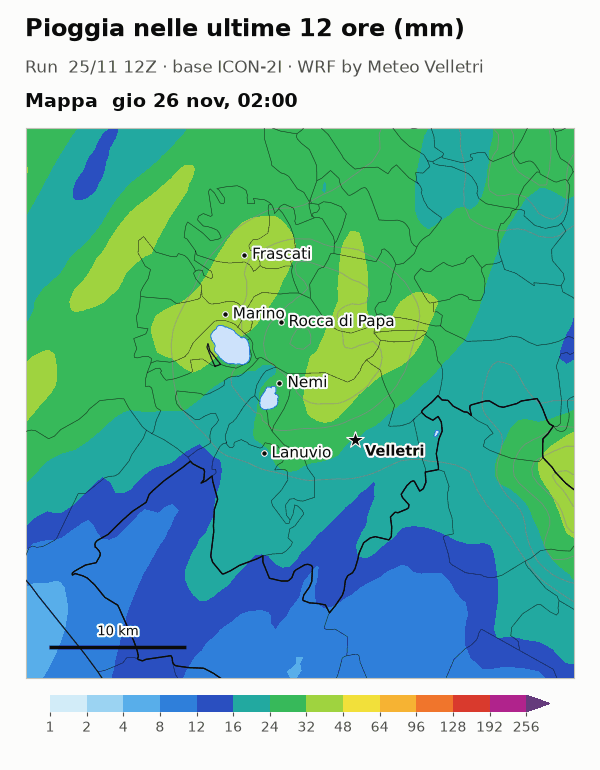 Pioggia nelle ultime 12 ore (mm)
Run  25/11 12Z · base ICON-2I · WRF by Meteo Velletri
Mappa  gio 26 nov, 02:00
Frascati
Marino
Rocca di Papa
Nemi
Velletri
Lanuvio
10 km
1 2 4 8 12 16 24 32 48 64 96 128 192 256